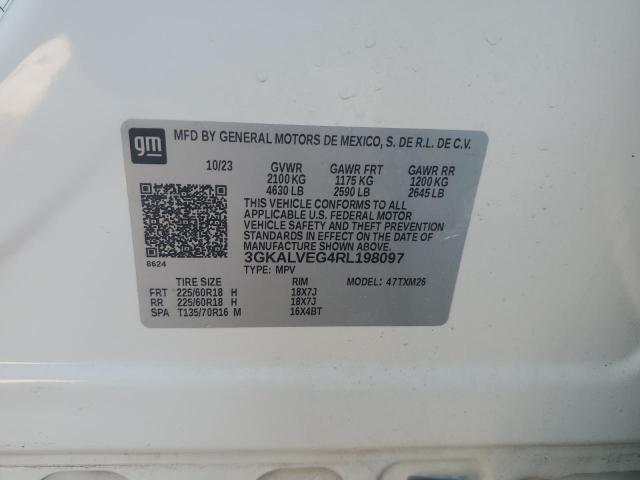 gm
MFD BY GENERAL MOTORS DE MEXICO, S. DE R.L. DE C.V.
10/23 GVWR GAWR FRT GAWR RR
2100 KG 1175 KG 1200 KG
4630 LB 2590 LB 2645 LB
THIS VEHICLE CONFORMS TO ALL
APPLICABLE U.S. FEDERAL MOTOR
VEHICLE SAFETY AND THEFT PREVENTION
STANDARDS IN EFFECT ON THE DATE OF
MANUFACTURE SHOWN ABOVE.
8624 3GKALVEG4RL198097
TYPE: MPV
TIRE SIZE RIM MODEL: 47TXM26
FRT 225/60R18 H 18X7J
RR 225/60R18 H 18X7J
SPA T135/70R16 M 16X4BT